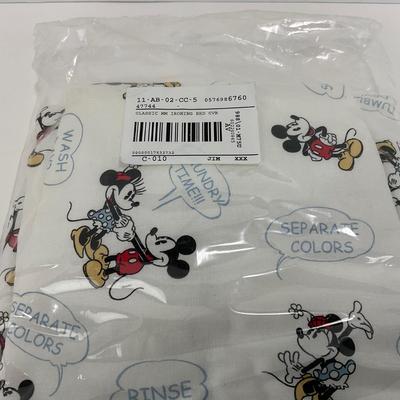 11-AB-02-CC-5 0576986760
47744 -
CLASSIC MM IRONING BRD CVR
C-010 JIM XXX
WASH
LAUNDRY
TIME!!!
SEPARATE
COLORS
SEPARATE
COLORS
RINSE